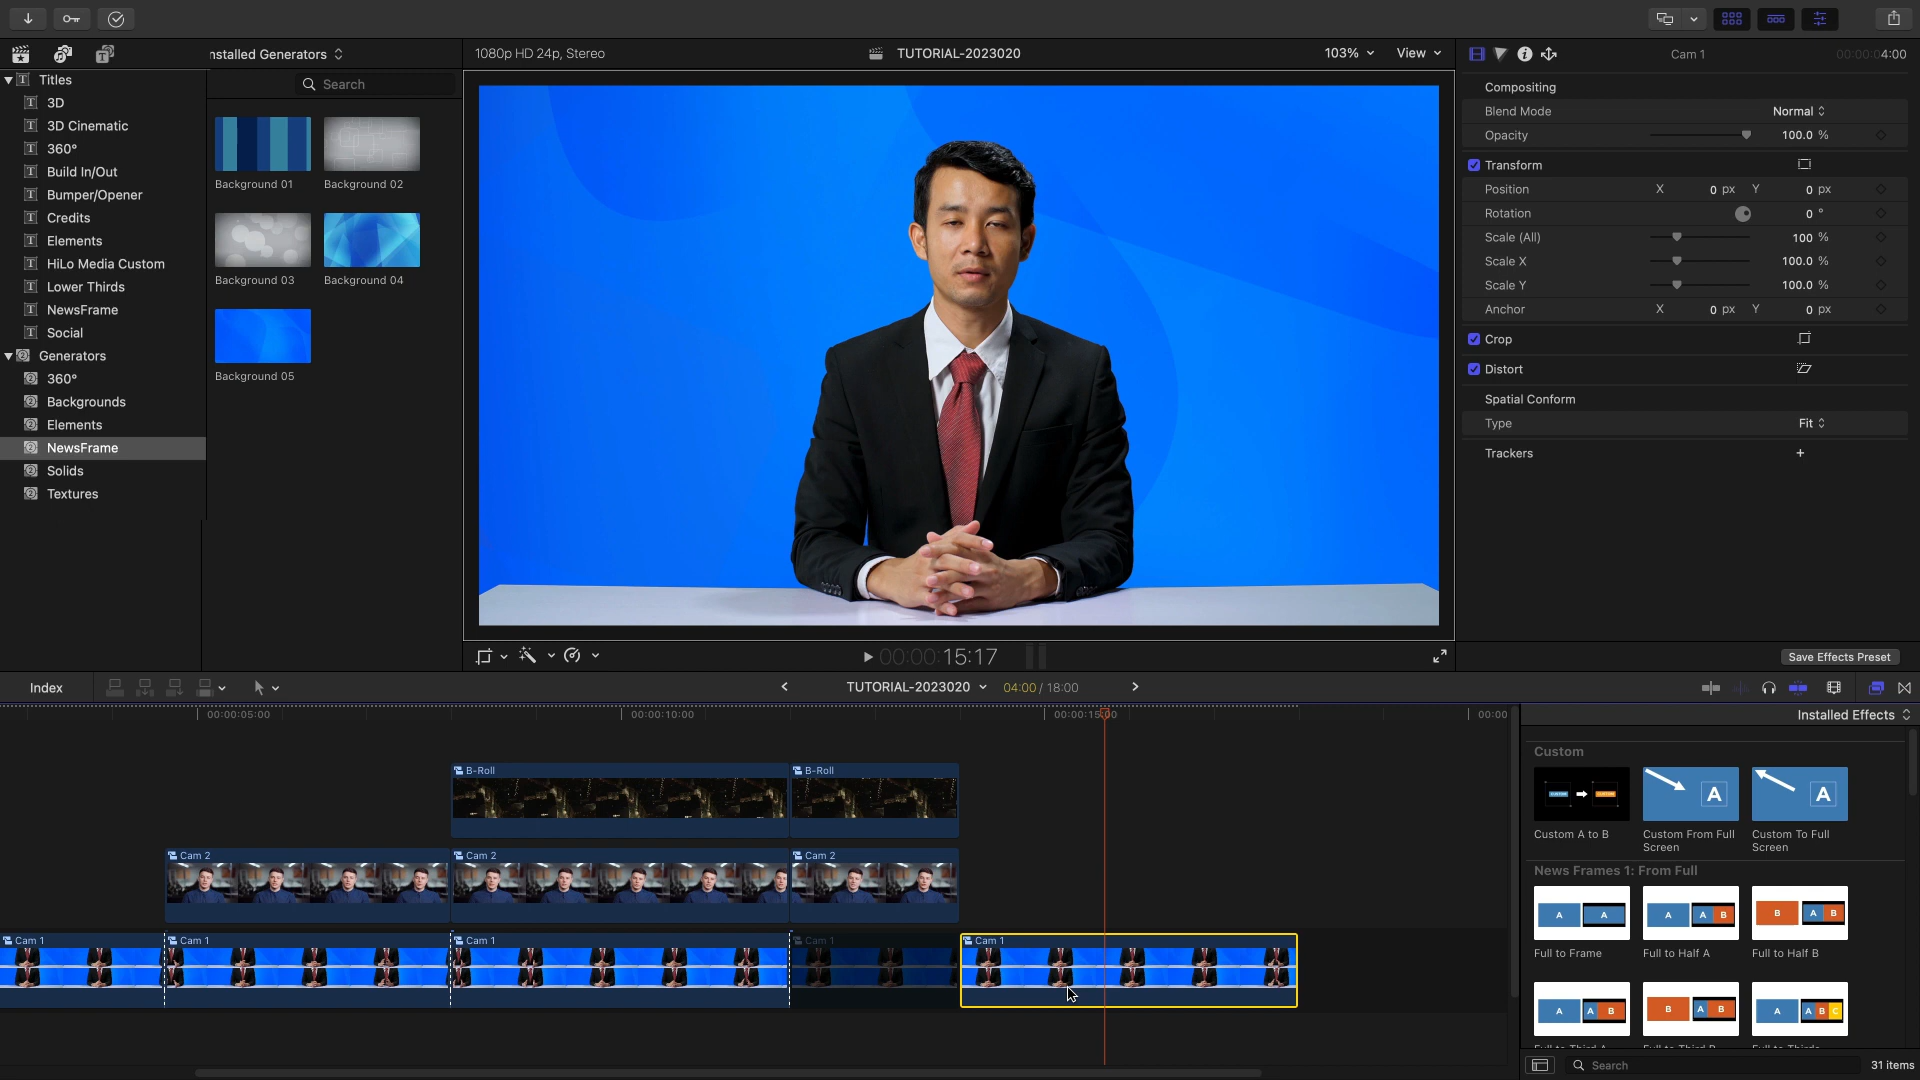 nstalled Generators
1080p HD 24p, Stereo
TUTORIAL-2023020
103%
View
Cam 1
00:00:04:00
Titles
3D
3D Cinematic
360°
Build In/Out
Bumper/Opener
Credits
Elements
HiLo Media Custom
Lower Thirds
NewsFrame
Social
Generators
360°
Backgrounds
Elements
NewsFrame
Solids
Textures
Search
Background 01
Background 02
Background 03
Background 04
Background 05
Compositing
Blend Mode Normal
Opacity 100.0 %
Transform
Position X 0 px Y 0 px
Rotation 0 °
Scale (All) 100 %
Scale X 100.0 %
Scale Y 100.0 %
Anchor X 0 px Y 0 px
Crop
Distort
Spatial Conform
Type Fit
Trackers +
00:00:15:17
Save Effects Preset
Index
TUTORIAL-2023020
04:00 / 18:00
00:00:05:00
00:00:10:00
00:00:15:00
00:00
B-Roll
B-Roll
Cam 2
Cam 2
Cam 2
Cam 1
Cam 1
Cam 1
Cam 1
Cam 1
Installed Effects
Custom
A
A
Custom A to B
Custom From Full
Screen
Custom To Full
Screen
News Frames 1: From Full
A A
A A B
B A B
Full to Frame
Full to Half A
Full to Half B
A A B
B A B
A A B C
Search
31 items